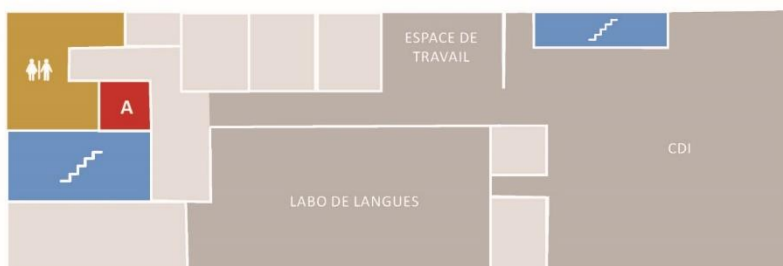 ESPACE DE
TRAVAIL
A
CDI
LABO DE LANGUES